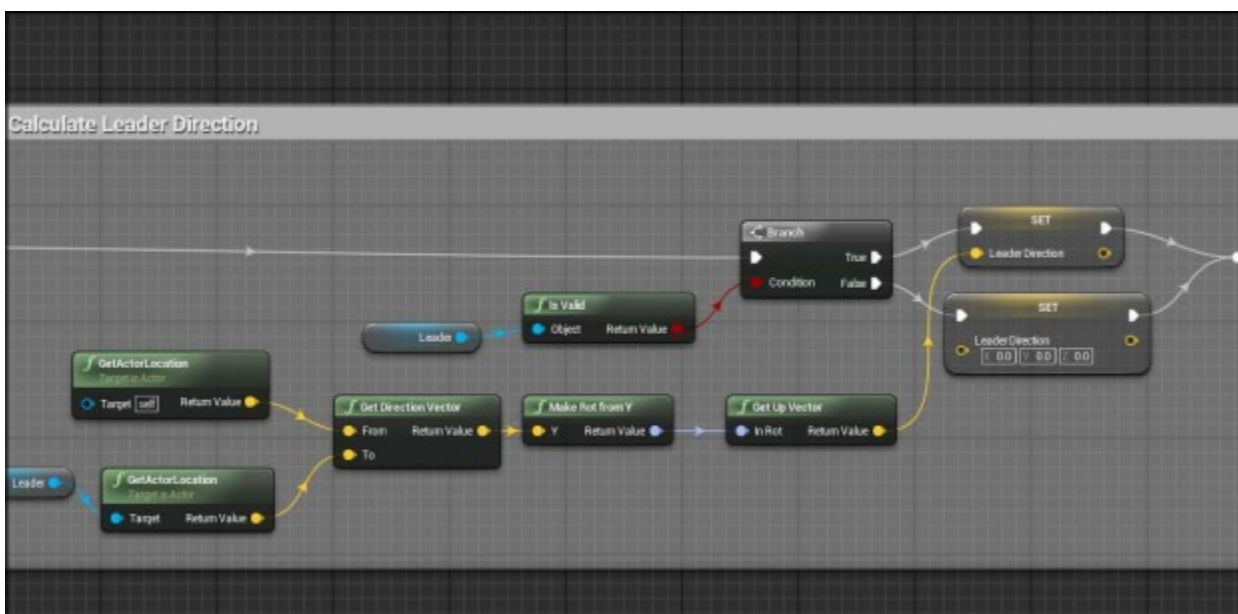 Calculate Leader Direction
Branch
True
Condition False
SET
Leader Direction
SET
Leader Direction
X 0.0 Y 0.0 Z 0.0
Is Valid
Object Return Value
Leader
GetActorLocation
Target is Actor
Target self Return Value
Get Direction Vector
From Return Value
To
Make Rot from Y
Y Return Value
Get Up Vector
In Rot Return Value
Leader
GetActorLocation
Target is Actor
Target Return Value